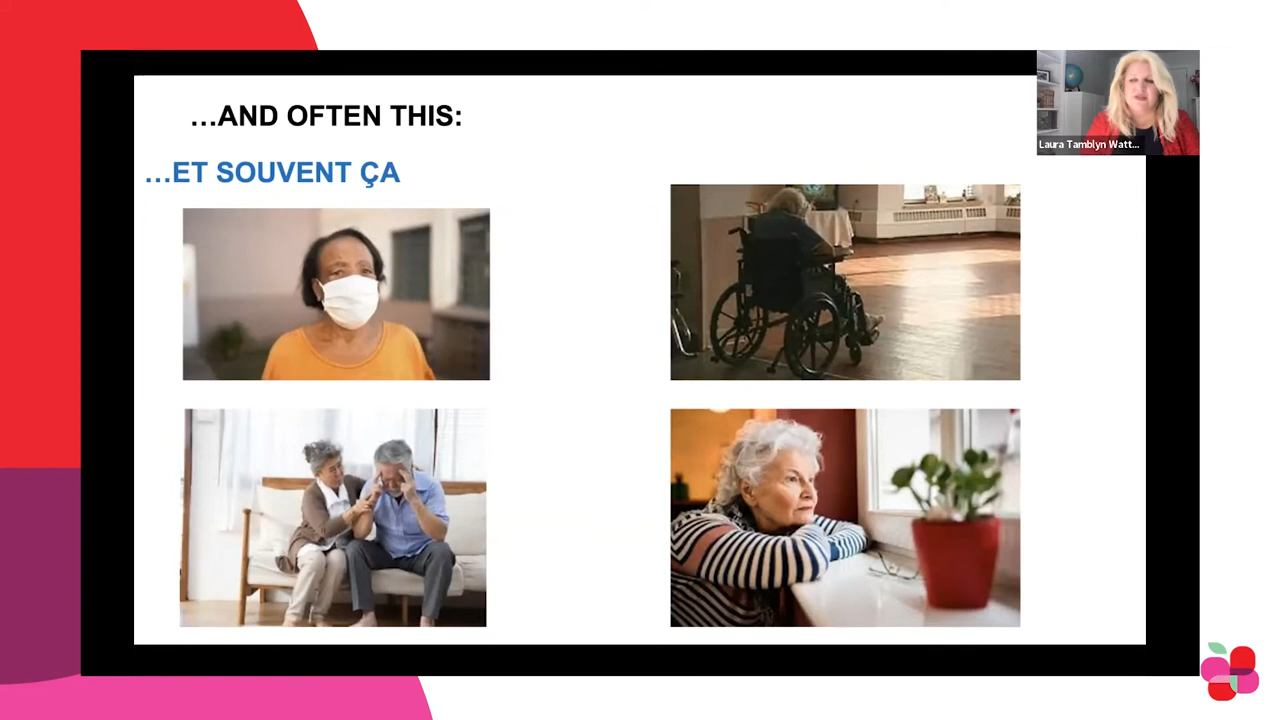 …AND OFTEN THIS:
…ET SOUVENT ÇA
Laura Tamblyn Watt...